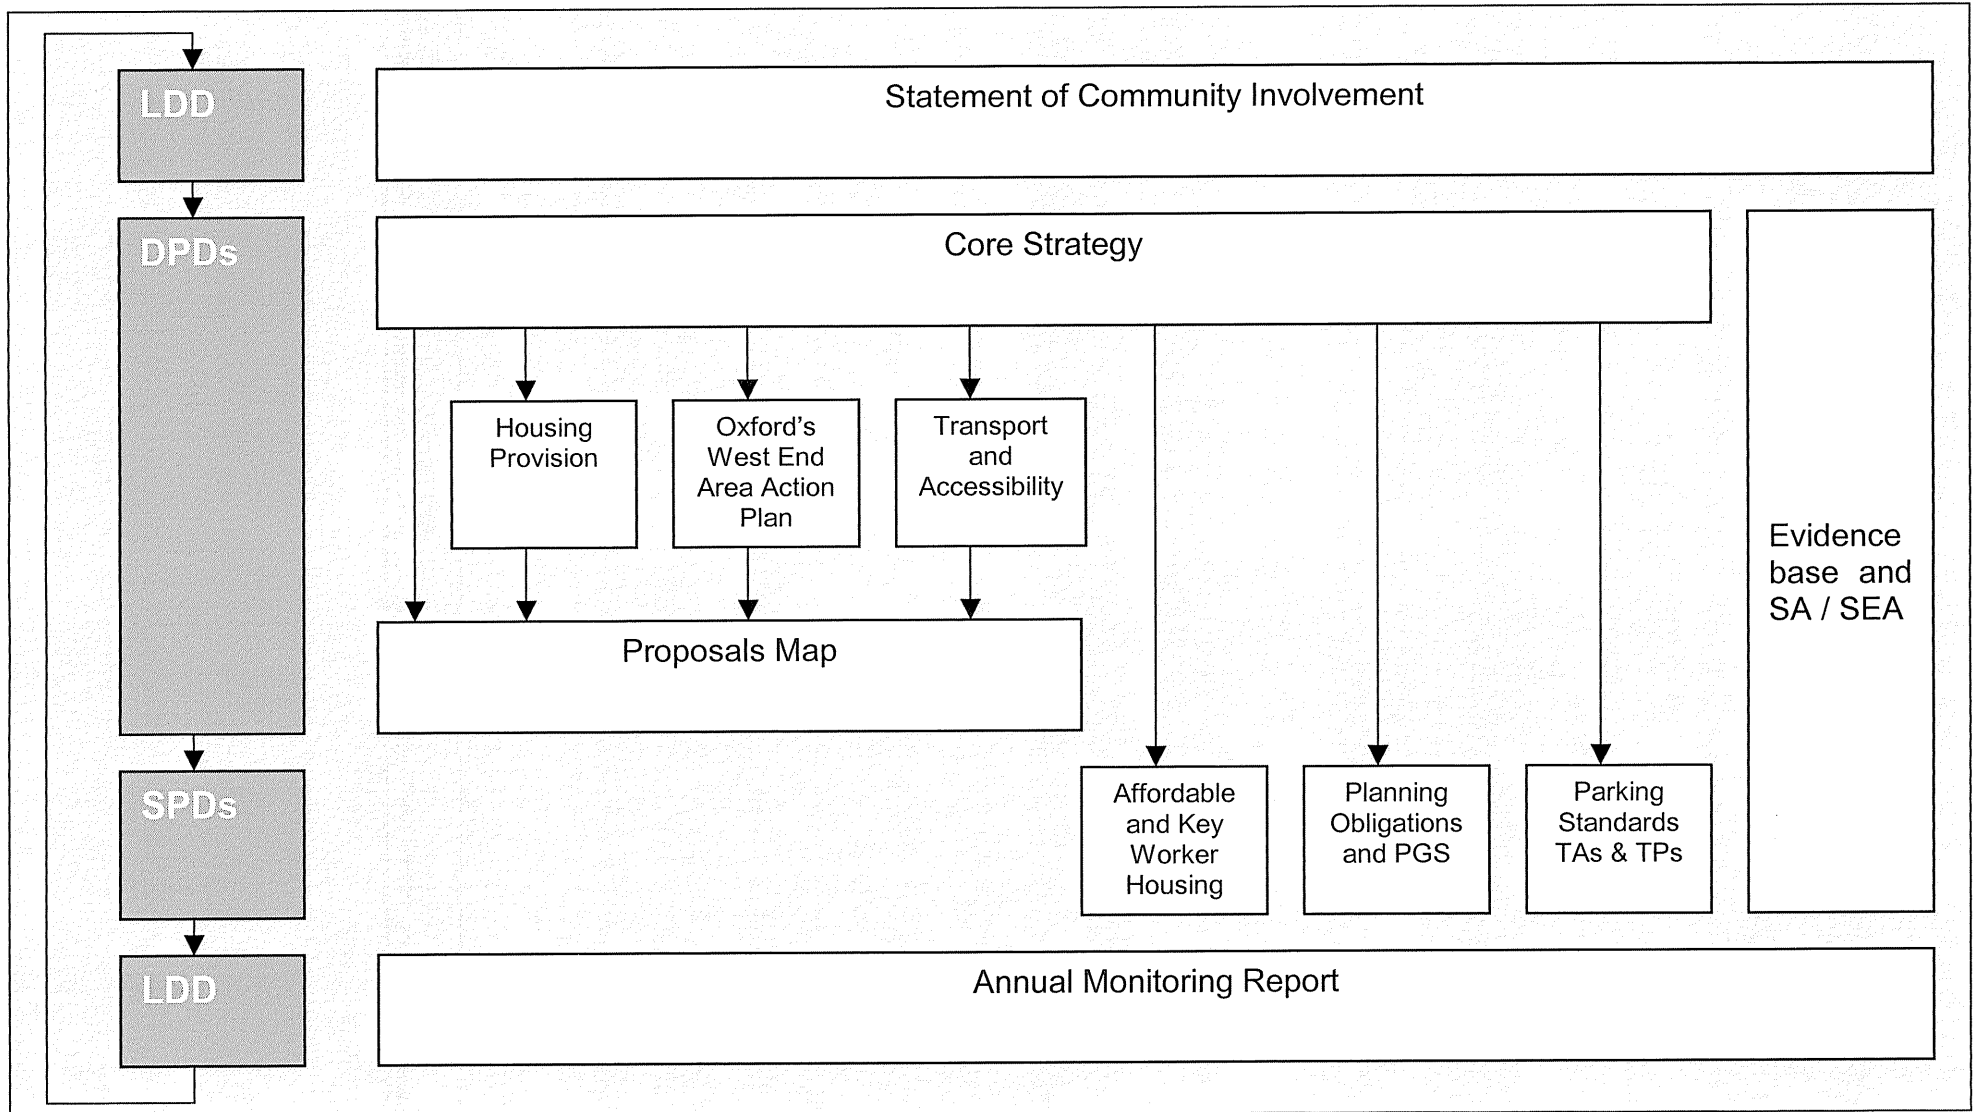 LDD
Statement of Community Involvement
DPDs
Core Strategy
Housing
Provision
Oxford's
West End
Area Action
Plan
Transport
and
Accessibility
Evidence
base and
SA / SEA
Proposals Map
SPDs
Affordable
and Key
Worker
Housing
Planning
Obligations
and PGS
Parking
Standards
TAs & TPs
LDD
Annual Monitoring Report